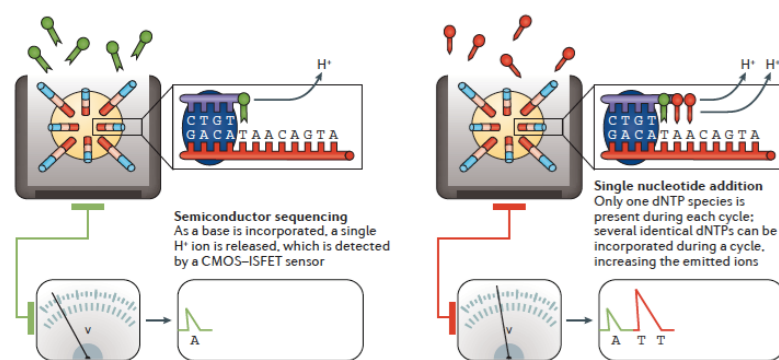 H⁺
CTGT
GACATAACAGTA
Semiconductor sequencing
As a base is incorporated, a single
H⁺ ion is released, which is detected
by a CMOS–ISFET sensor
V
A
H⁺ H⁺
CTGT
GACATAACAGTA
Single nucleotide addition
Only one dNTP species is
present during each cycle;
several identical dNTPs can be
incorporated during a cycle,
increasing the emitted ions
V
A T T